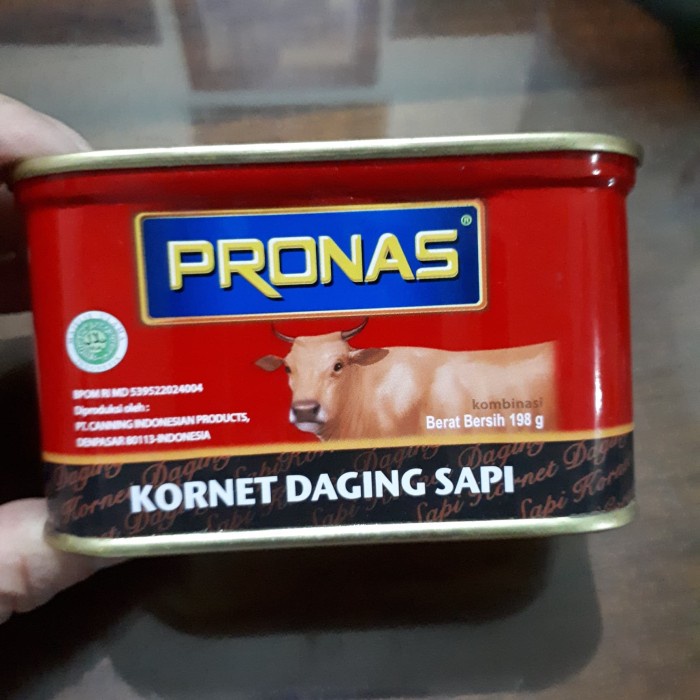 PRONAS®
BPOM RI MD 539522024004
Diproduksi oleh :
PT. CANNING INDONESIAN PRODUCTS,
DENPASAR 80113-INDONESIA
kombinasi
Berat Bersih 198 g
KORNET DAGING SAPI